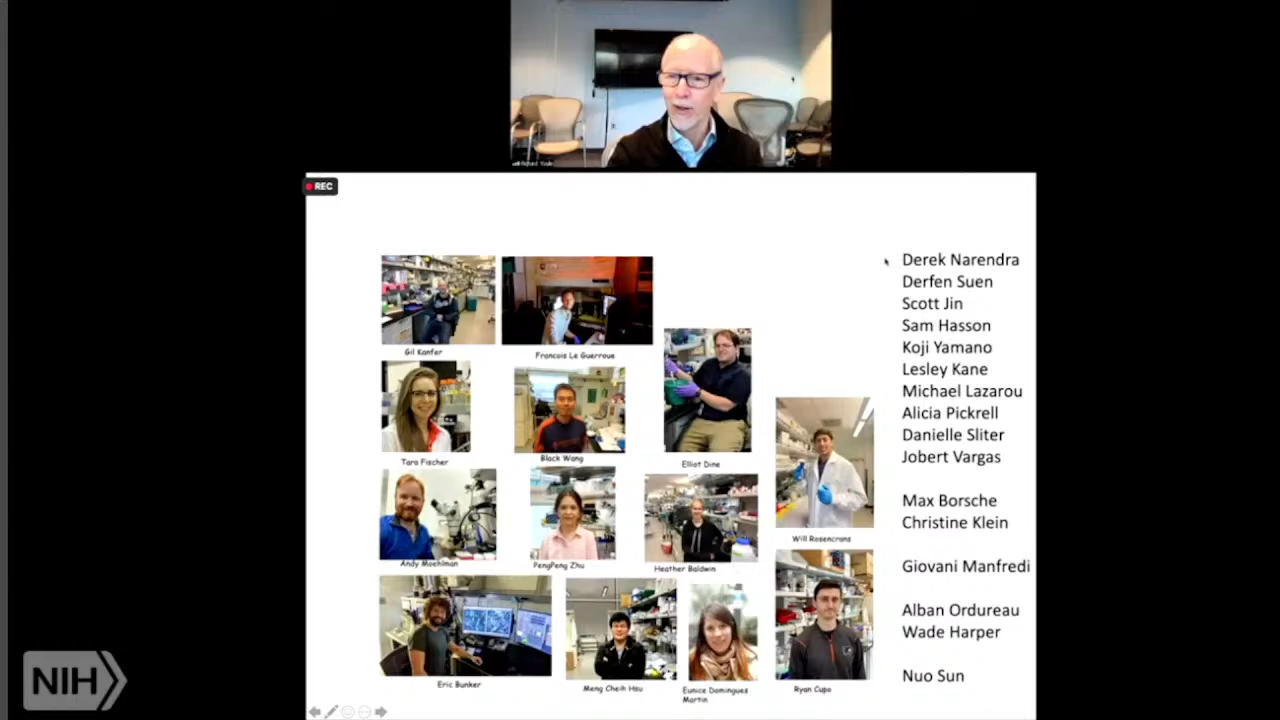 Richard Youle
REC
Gil Kanfer
Francois Le Guerroue
Tara Fischer
Black Wang
Elliot Dine
Andy Moehlman
PengPeng Zhu
Heather Baldwin
Will Rosencrans
Eric Bunker
Meng Cheih Hsu
Eunice Domingues
Martin
Ryan Cupo
Derek Narendra
Derfen Suen
Scott Jin
Sam Hasson
Koji Yamano
Lesley Kane
Michael Lazarou
Alicia Pickrell
Danielle Sliter
Jobert Vargas
Max Borsche
Christine Klein
Giovani Manfredi
Alban Ordureau
Wade Harper
Nuo Sun
NIH